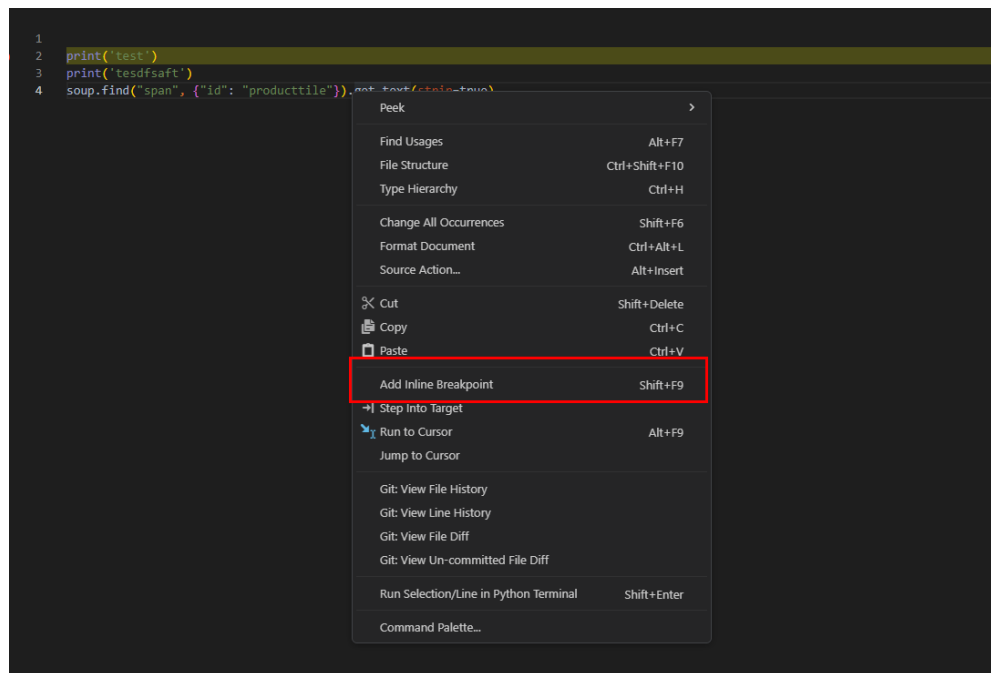 1
2 print('test')
3 print('tesdfsaft')
4 soup.find("span", {"id": "producttile"}).get_text(strip=true)
Peek
Find Usages Alt+F7
File Structure Ctrl+Shift+F10
Type Hierarchy Ctrl+H
Change All Occurrences Shift+F6
Format Document Ctrl+Alt+L
Source Action... Alt+Insert
Cut Shift+Delete
Copy Ctrl+C
Paste Ctrl+V
Add Inline Breakpoint Shift+F9
Step Into Target
Run to Cursor Alt+F9
Jump to Cursor
Git: View File History
Git: View Line History
Git: View File Diff
Git: View Un-committed File Diff
Run Selection/Line in Python Terminal Shift+Enter
Command Palette...